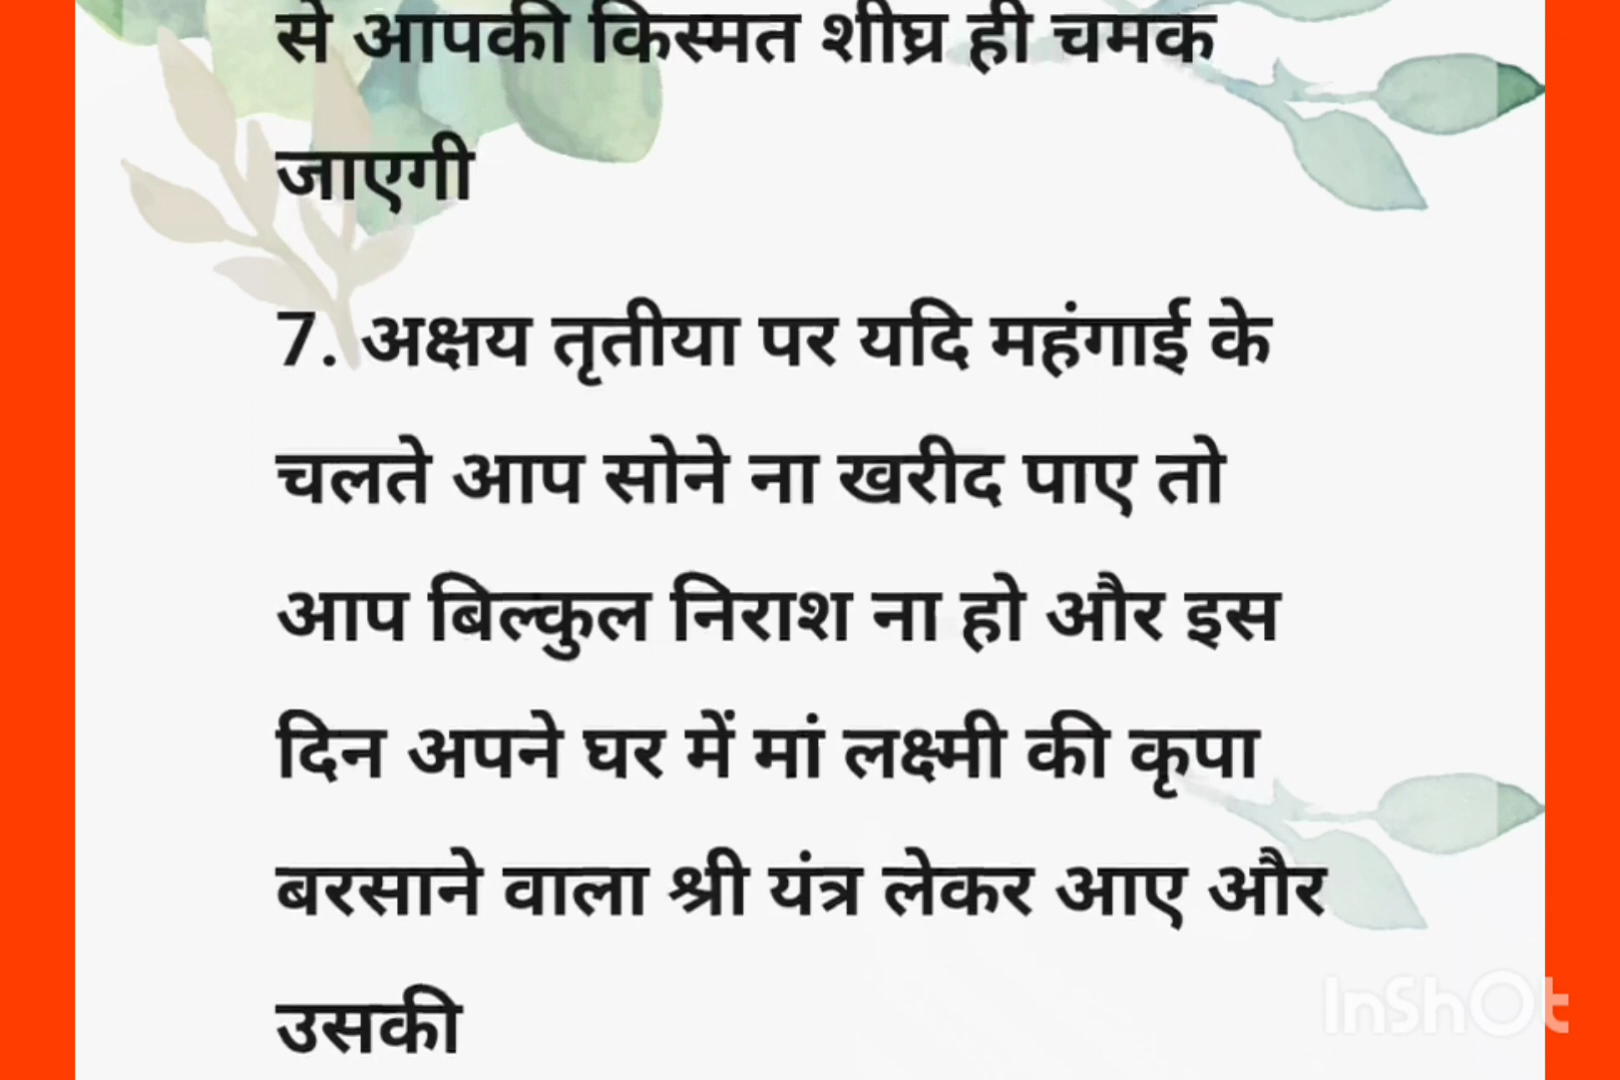 से आपकी किस्मत शीघ्र ही चमक
जाएगी
7. अक्षय तृतीया पर यदि महंगाई के
चलते आप सोने ना खरीद पाए तो
आप बिल्कुल निराश ना हो और इस
दिन अपने घर में मां लक्ष्मी की कृपा
बरसाने वाला श्री यंत्र लेकर आए और
उसकी
InShOt